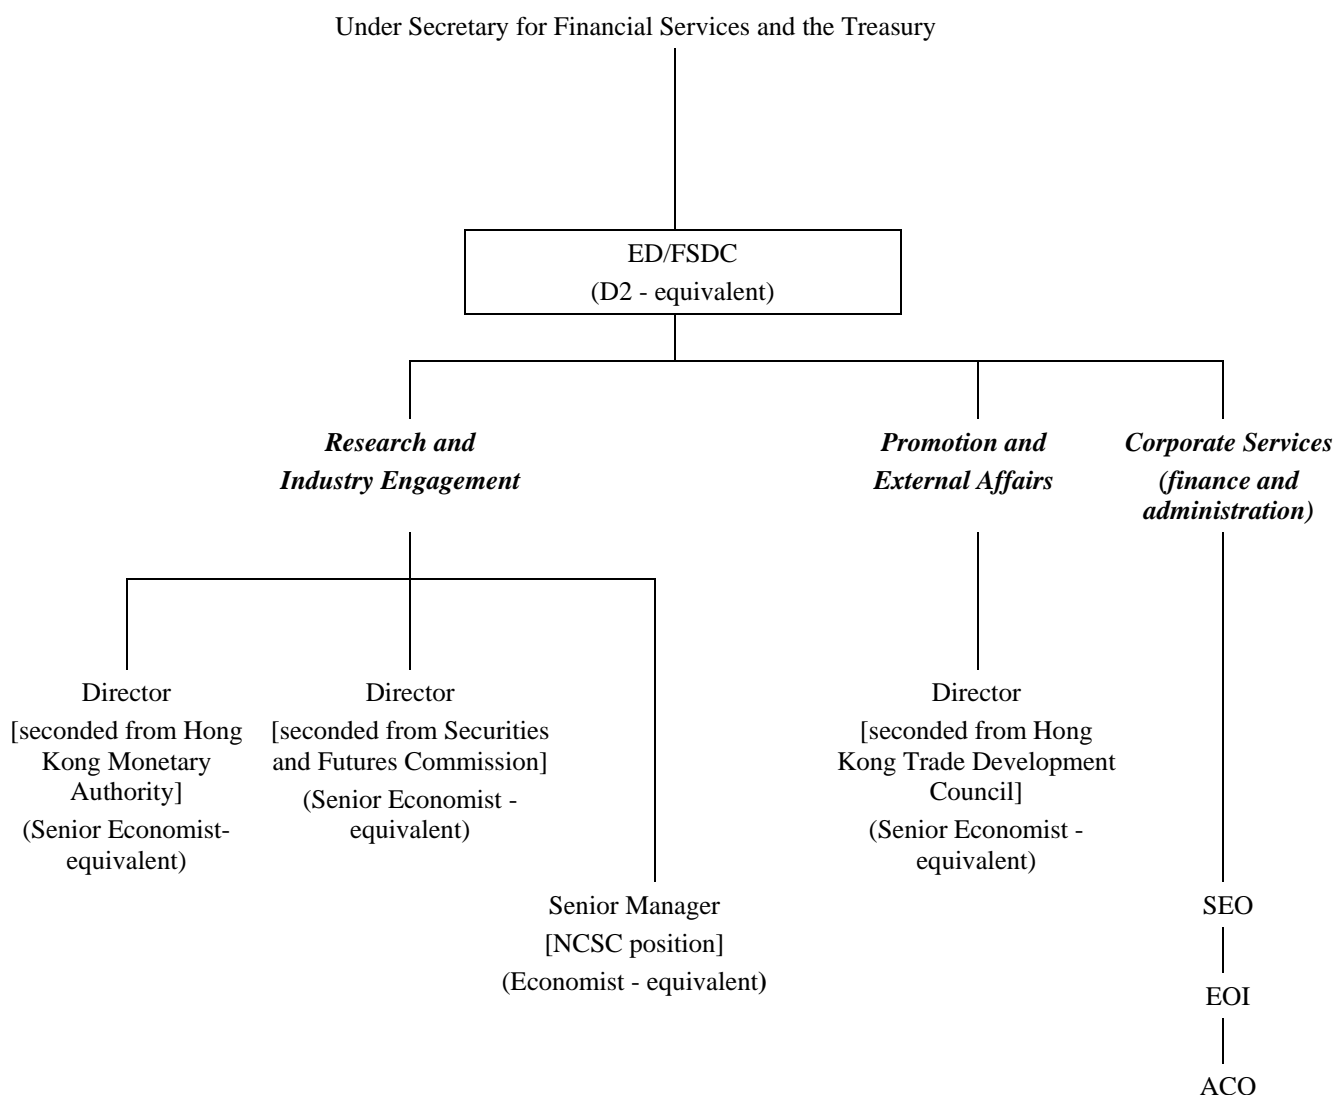 Under Secretary for Financial Services and the Treasury
ED/FSDC
(D2 - equivalent)
Research and
Industry Engagement
Promotion and
External Affairs
Corporate Services
(finance and
administration)
Director
[seconded from Hong
Kong Monetary
Authority]
(Senior Economist-
equivalent)
Director
[seconded from Securities
and Futures Commission]
(Senior Economist -
equivalent)
Senior Manager
[NCSC position]
(Economist - equivalent)
Director
[seconded from Hong
Kong Trade Development
Council]
(Senior Economist -
equivalent)
SEO
EOI
ACO